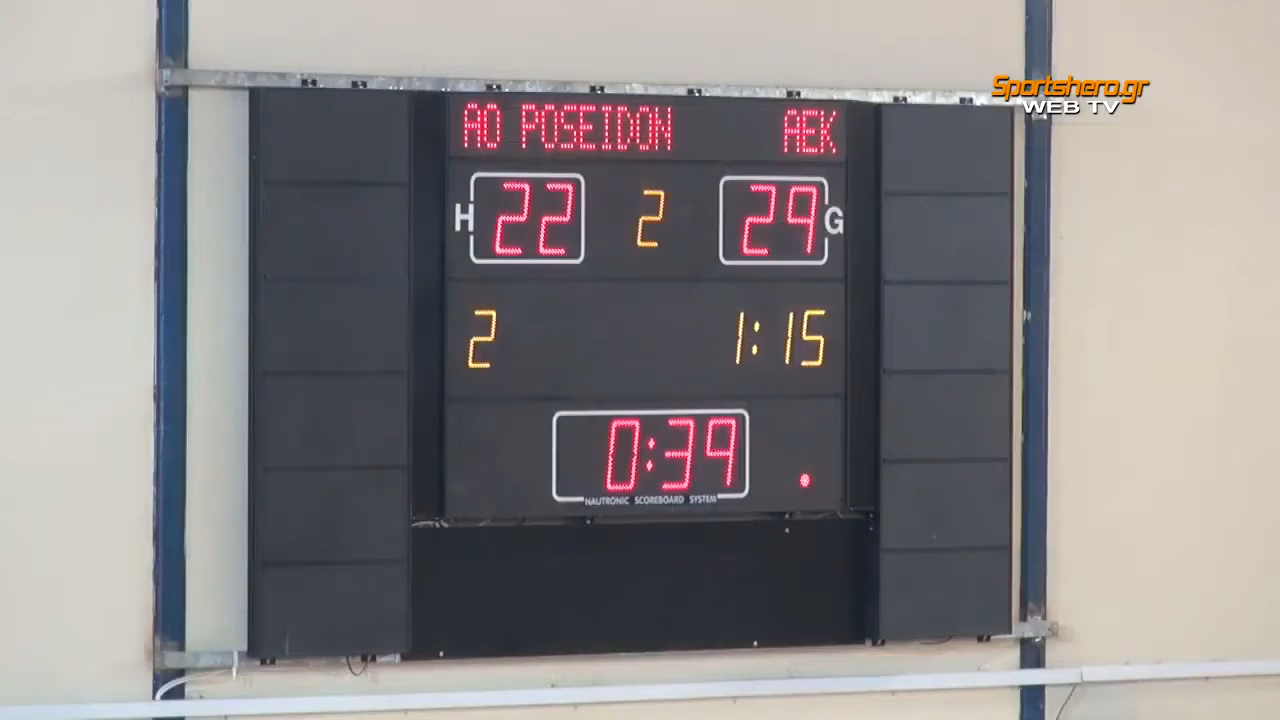 Sportshero.gr
WEB TV
AO POSEIDON AEK
H 22 2 29 G
2 1:15
0:39
NAUTRONIC SCOREBOARD SYSTEM